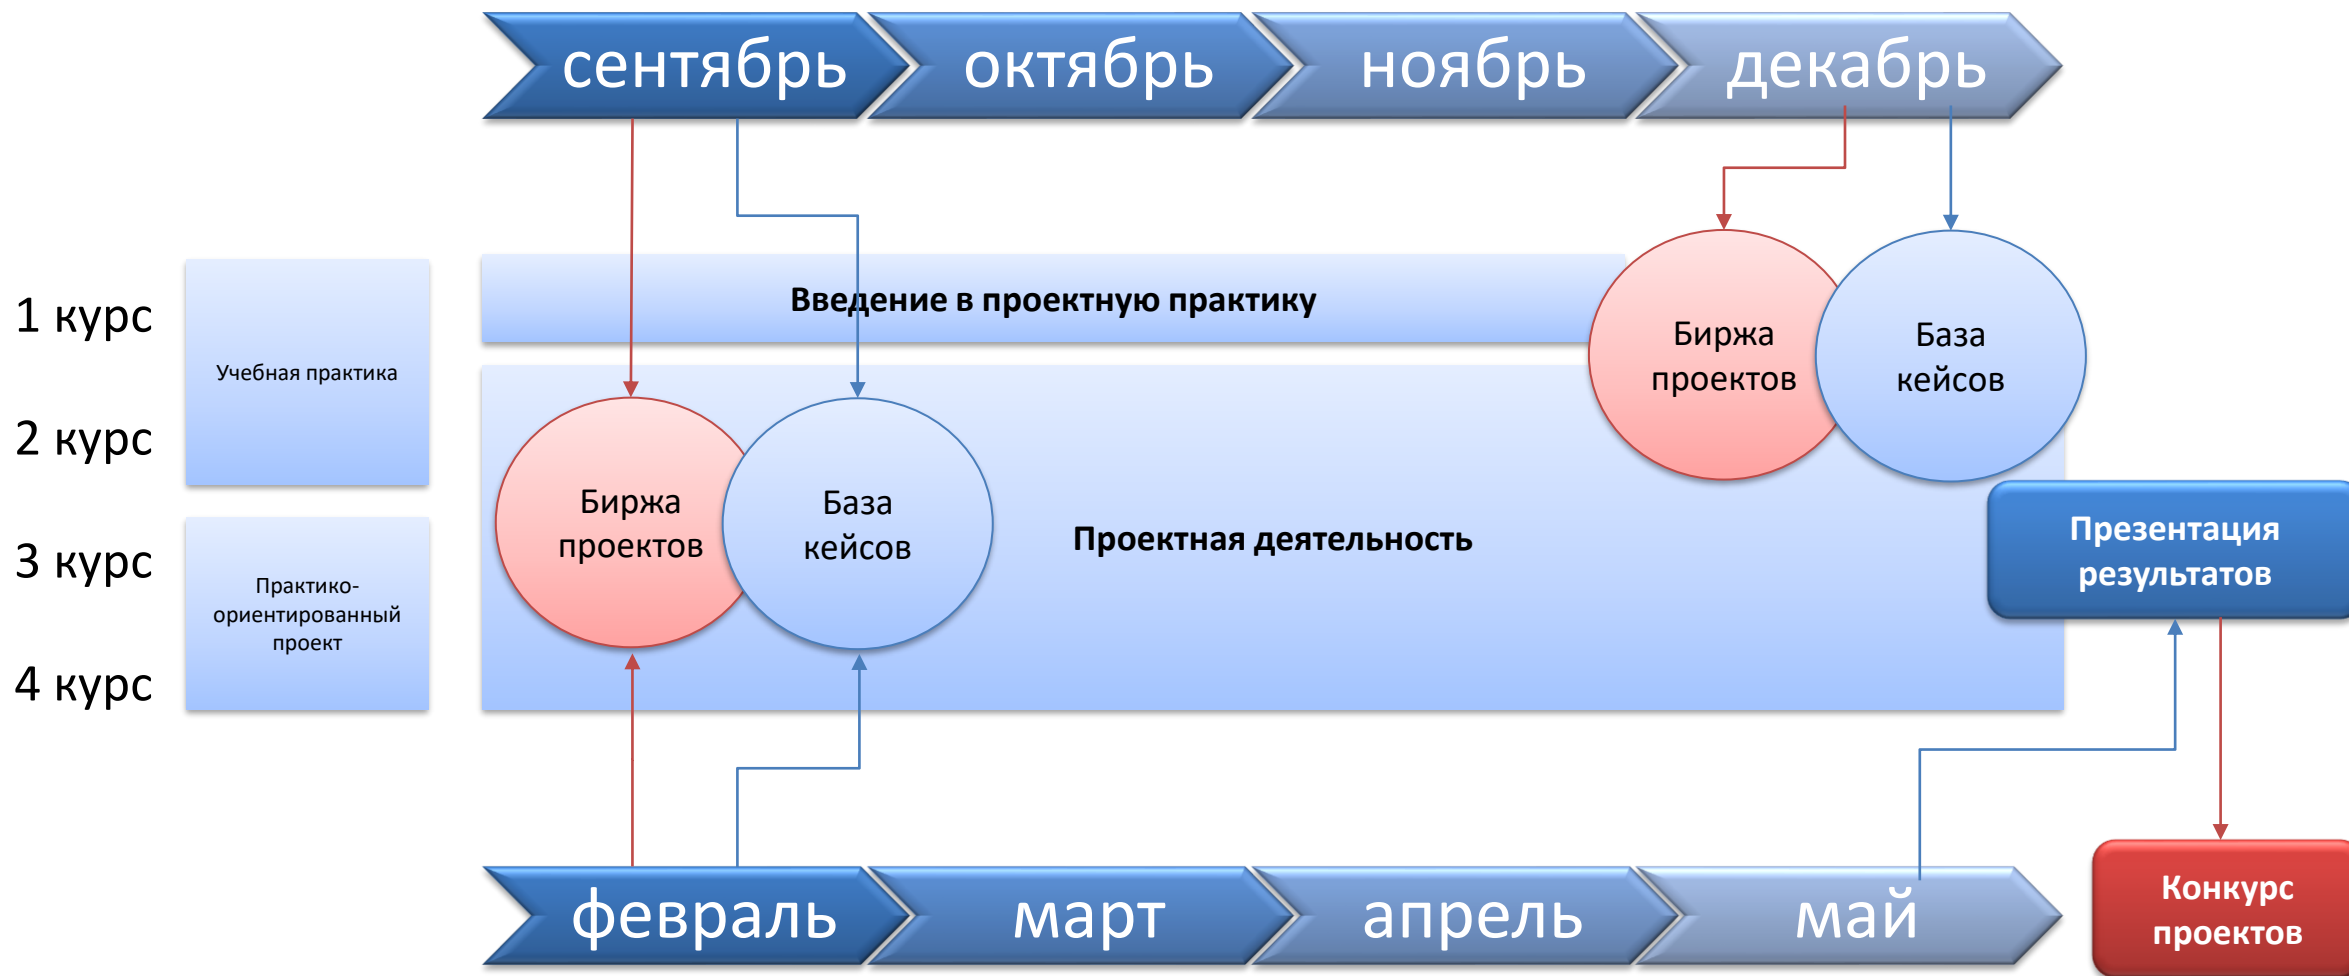 сентябрь
октябрь
ноябрь
декабрь
1 курс
2 курс
3 курс
4 курс
Учебная практика
Практико-
ориентированный
проект
Введение в проектную практику
Биржа
проектов
База
кейсов
Биржа
проектов
База
кейсов
Проектная деятельность
Презентация
результатов
Конкурс
проектов
февраль
март
апрель
май